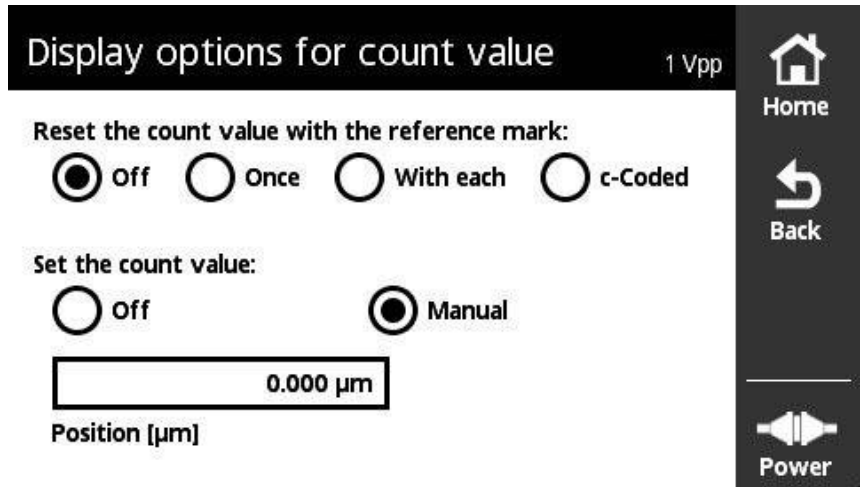 Display options for count value 1 Vpp
Home
Reset the count value with the reference mark:
Off Once With each c-Coded
Back
Set the count value:
Off Manual
0.000 µm
Position [µm]
Power